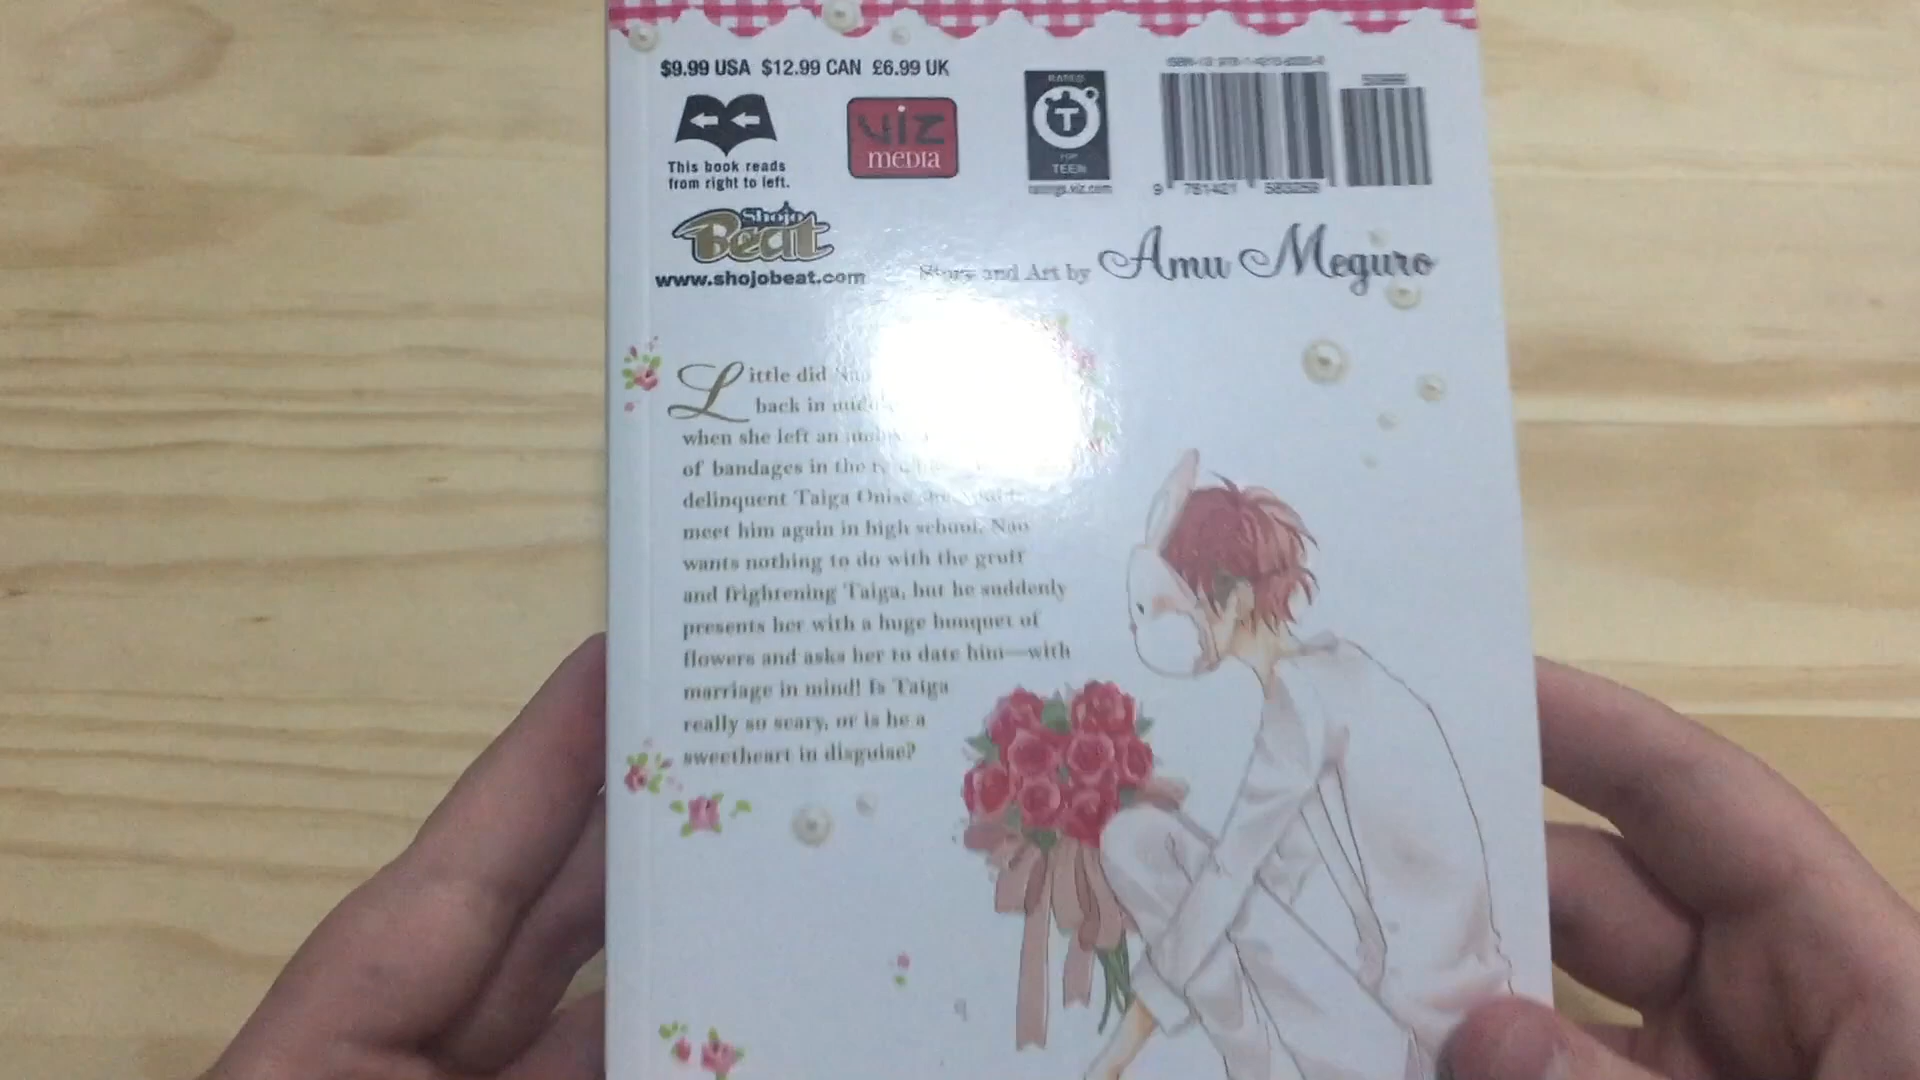 $9.99 USA $12.99 CAN £6.99 UK
This book reads
from right to left.
VIZ
media
RATED
T
FOR
TEEN
ratings.viz.com
9 781421
Shojo
Beat
www.shojobeat.com
Story and Art by Amu Meguro
Little did Nao
back in
when she left an
of bandages in the
delinquent Taiga
meet him again in high school. Nao
wants nothing to do with the gruff
and frightening Taiga, but he suddenly
presents her with a huge bouquet of
flowers and asks her to date him—with
marriage in mind! Is Taiga
really so scary, or is he a
sweetheart in disguise?